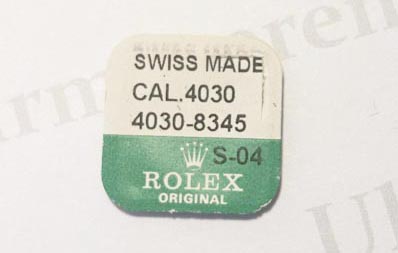 SWISS MADE
CAL.4030
4030-8345
S-04
ROLEX
ORIGINAL